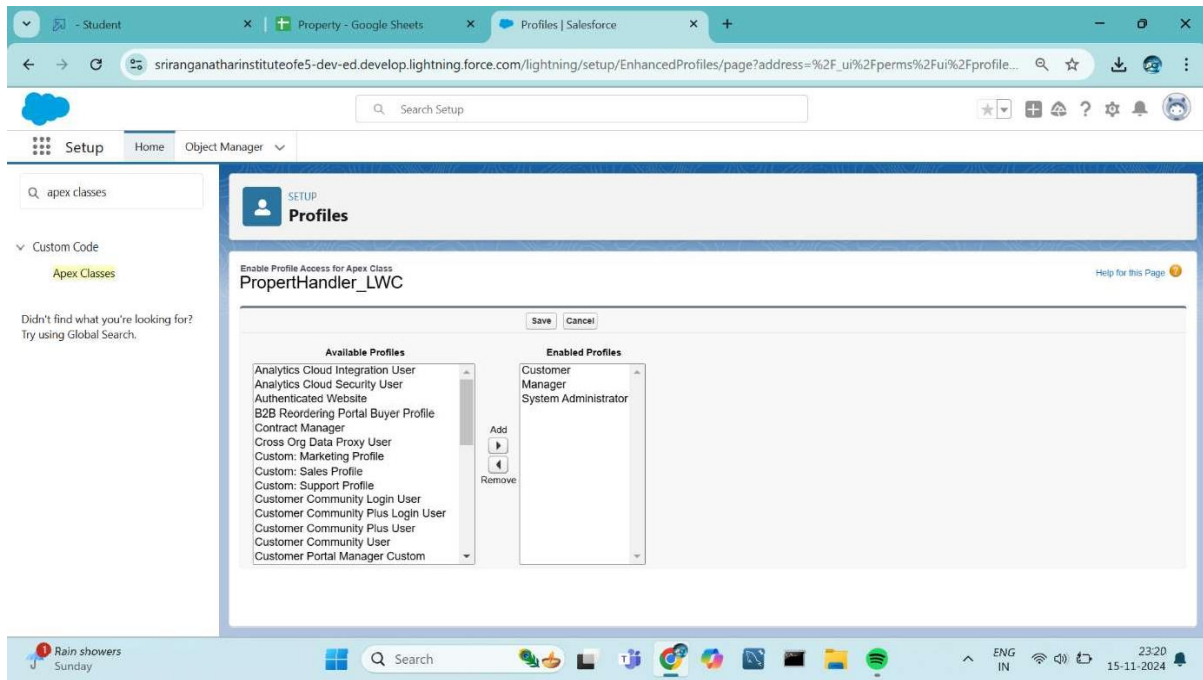 - Student
Property - Google Sheets
Profiles | Salesforce
sriranganatharinstituteofe5-dev-ed.develop.lightning.force.com/lightning/setup/EnhancedProfiles/page?address=%2F_ui%2Fperms%2Fui%2Fprofile...
Search Setup
Setup
Home
Object Manager
apex classes
Custom Code
Apex Classes
Didn't find what you're looking for?
Try using Global Search.
SETUP
Profiles
Enable Profile Access for Apex Class
PropertHandler_LWC
Help for this Page
Save Cancel
Available Profiles
Analytics Cloud Integration User
Analytics Cloud Security User
Authenticated Website
B2B Reordering Portal Buyer Profile
Contract Manager
Cross Org Data Proxy User
Custom: Marketing Profile
Custom: Sales Profile
Custom: Support Profile
Customer Community Login User
Customer Community Plus Login User
Customer Community Plus User
Customer Community User
Customer Portal Manager Custom
Add
Remove
Enabled Profiles
Customer
Manager
System Administrator
1
Rain showers
Sunday
Search
ENG
IN
23:20
15-11-2024